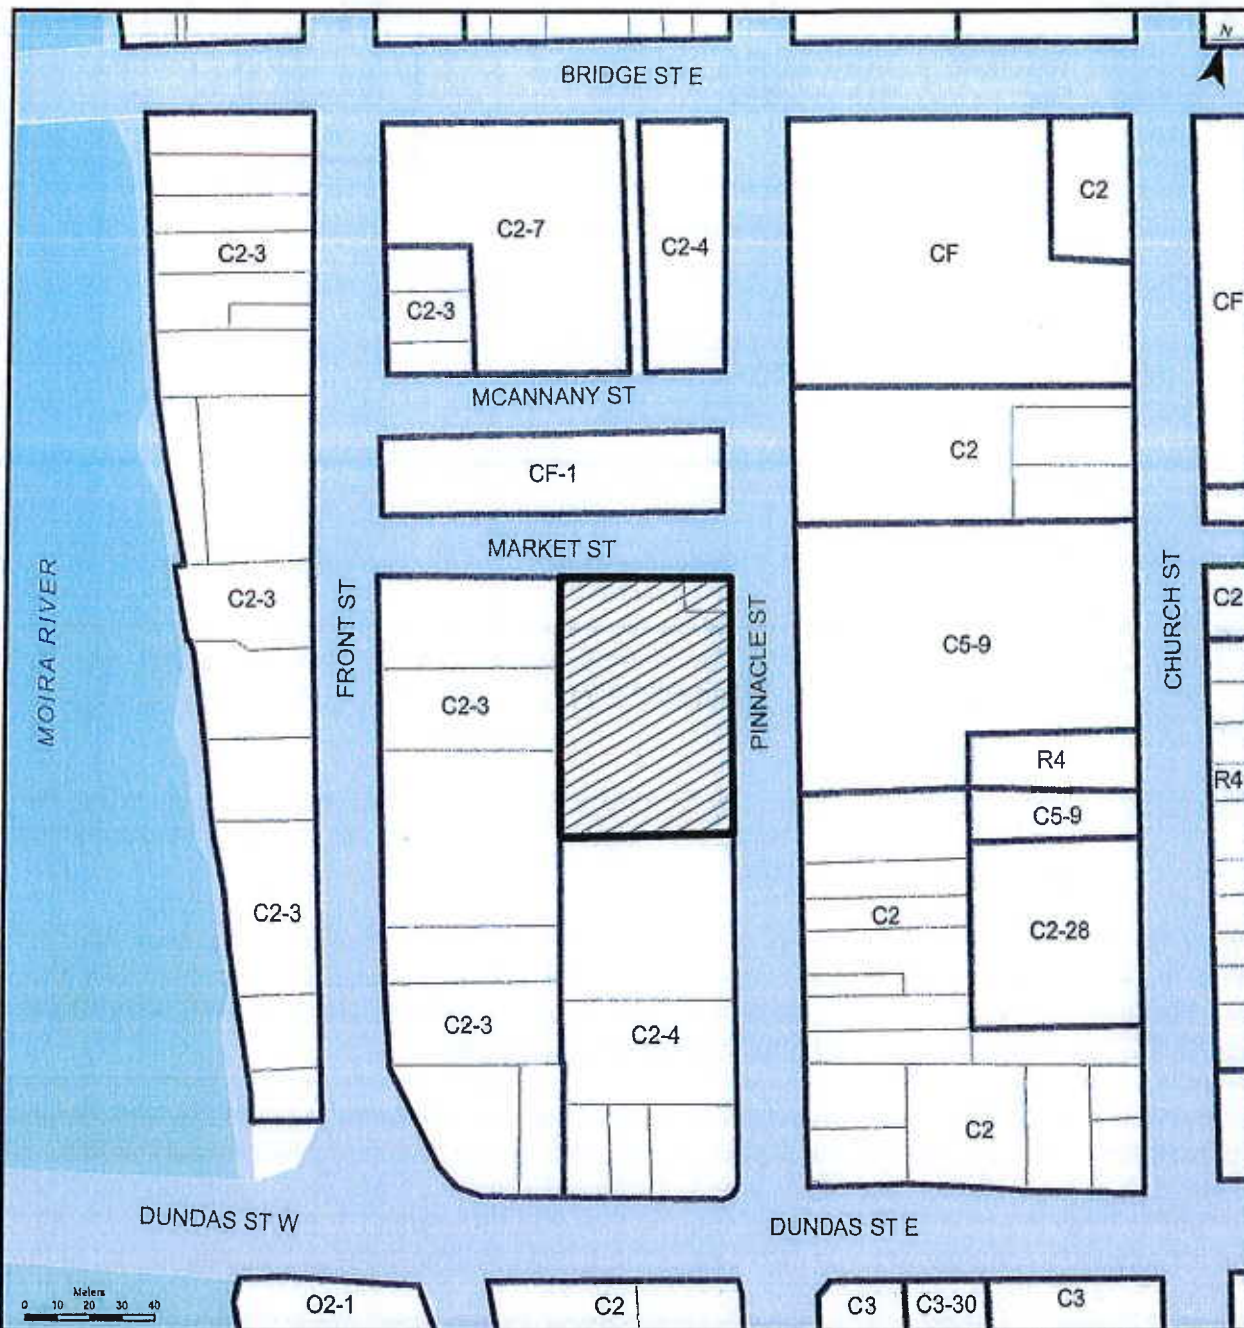 N
BRIDGE ST E
C2
C2-7
C2-4
C2-3
CF
CF
C2-3
MCANNANY ST
C2
CF-1
MARKET ST
C2-3
C2
MOIRA RIVER
FRONT ST
PINNACLE ST
CHURCH ST
C5-9
C2-3
R4
R4
C5-9
C2-3
C2
C2-28
C2-3
C2-4
C2
DUNDAS ST W
DUNDAS ST E
Meters
0 10 20 30 40
O2-1
C2
C3
C3-30
C3